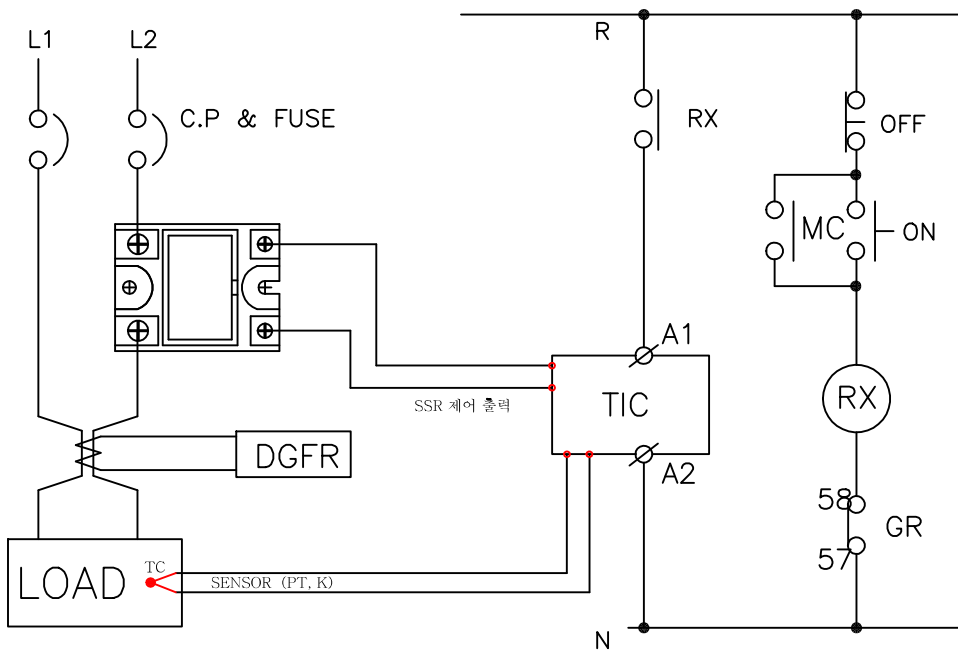 R
L1
L2
C.P & FUSE
RX
OFF
MC
ON
A1
SSR 제어 출력
TIC
RX
DGFR
A2
58
GR
57
LOAD
TC
SENSOR (PT, K)
N